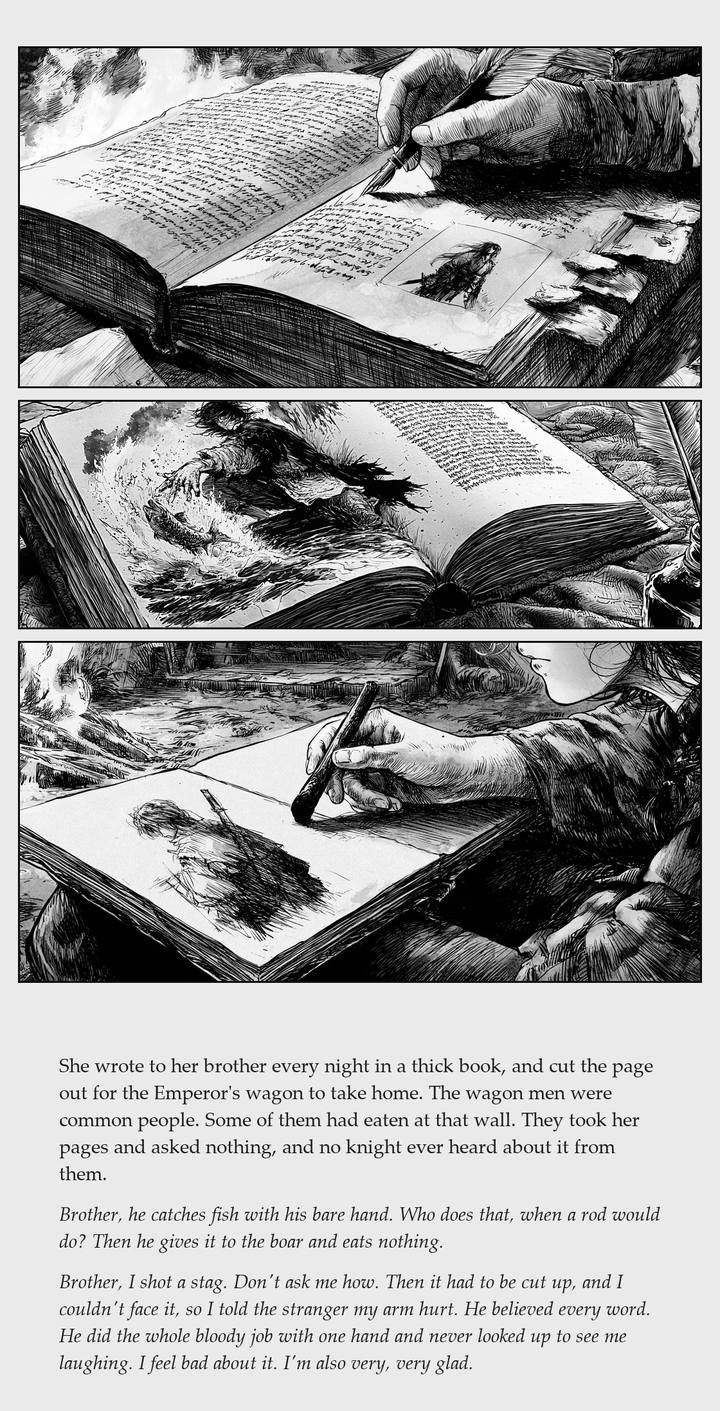 She wrote to her brother every night in a thick book, and cut the page
out for the Emperor's wagon to take home. The wagon men were
common people. Some of them had eaten at that wall. They took her
pages and asked nothing, and no knight ever heard about it from
them.
Brother, he catches fish with his bare hand. Who does that, when a rod would
do? Then he gives it to the boar and eats nothing.
Brother, I shot a stag. Don't ask me how. Then it had to be cut up, and I
couldn't face it, so I told the stranger my arm hurt. He believed every word.
He did the whole bloody job with one hand and never looked up to see me
laughing. I feel bad about it. I'm also very, very glad.